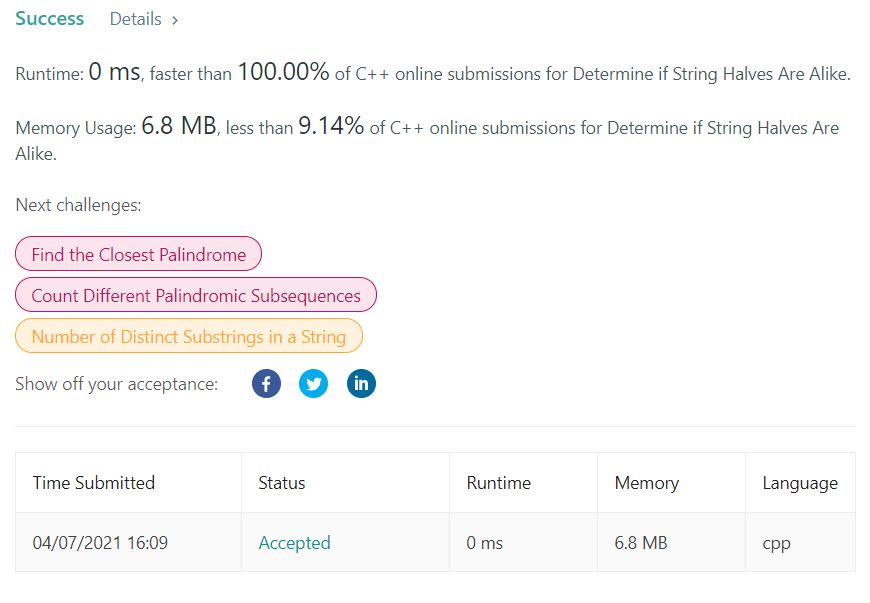 Success Details >
Runtime: 0 ms, faster than 100.00% of C++ online submissions for Determine if String Halves Are Alike.
Memory Usage: 6.8 MB, less than 9.14% of C++ online submissions for Determine if String Halves Are
Alike.
Next challenges:
Find the Closest Palindrome
Count Different Palindromic Subsequences
Number of Distinct Substrings in a String
Show off your acceptance: f in
Time Submitted Status Runtime Memory Language
04/07/2021 16:09 Accepted 0 ms 6.8 MB cpp